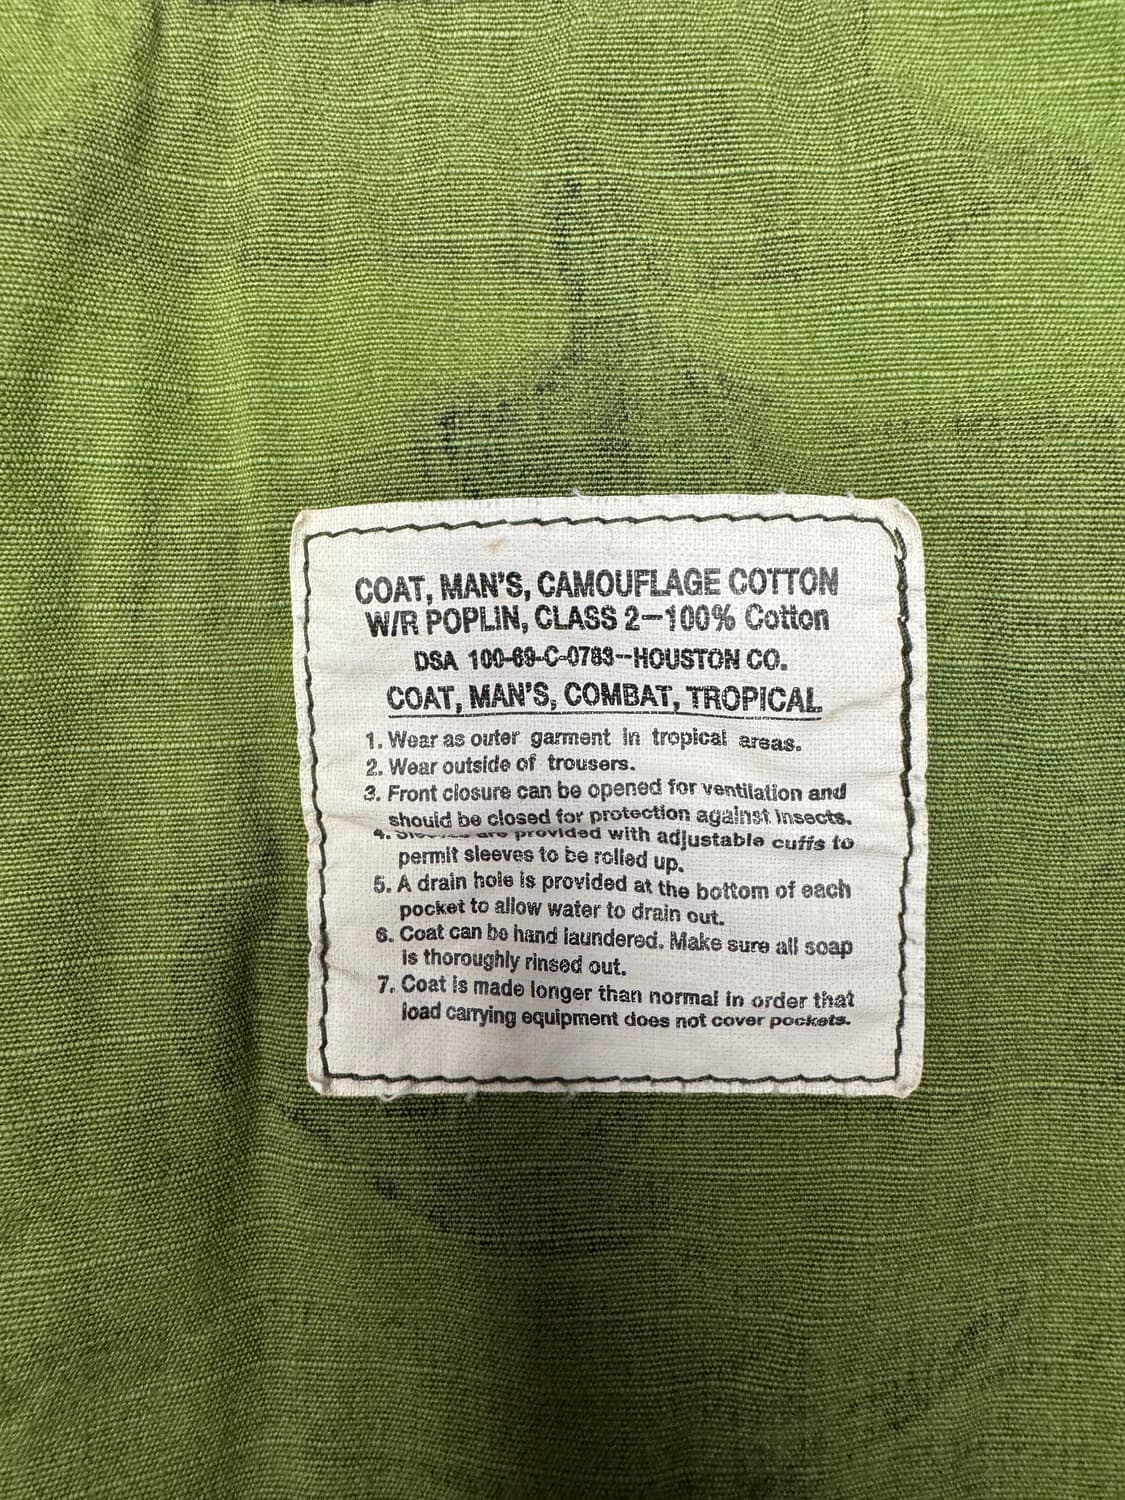 COAT, MAN'S, CAMOUFLAGE COTTON
W/R POPLIN, CLASS 2—100% Cotton
DSA 100-69-C-0783--HOUSTON CO.
COAT, MAN'S, COMBAT, TROPICAL
1. Wear as outer garment in tropical areas.
2. Wear outside of trousers.
3. Front closure can be opened for ventilation and
should be closed for protection against insects.
4. Sleeves are provided with adjustable cuffs to
permit sleeves to be rolled up.
5. A drain hole is provided at the bottom of each
pocket to allow water to drain out.
6. Coat can be hand laundered. Make sure all soap
is thoroughly rinsed out.
7. Coat is made longer than normal in order that
load carrying equipment does not cover pockets.